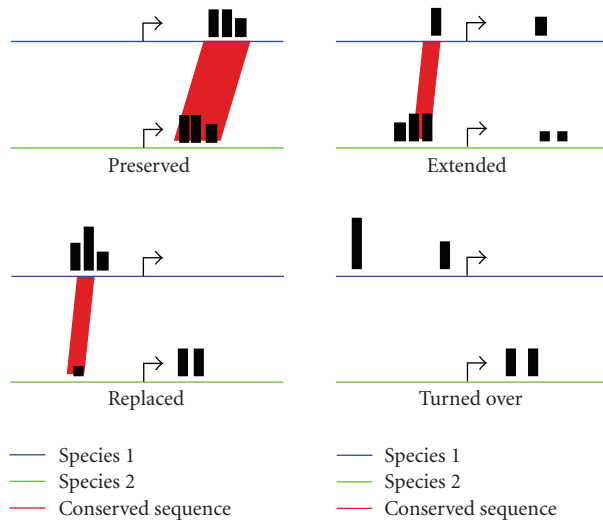 Preserved
Extended
Replaced
Turned over
Species 1
Species 2
Conserved sequence
Species 1
Species 2
Conserved sequence